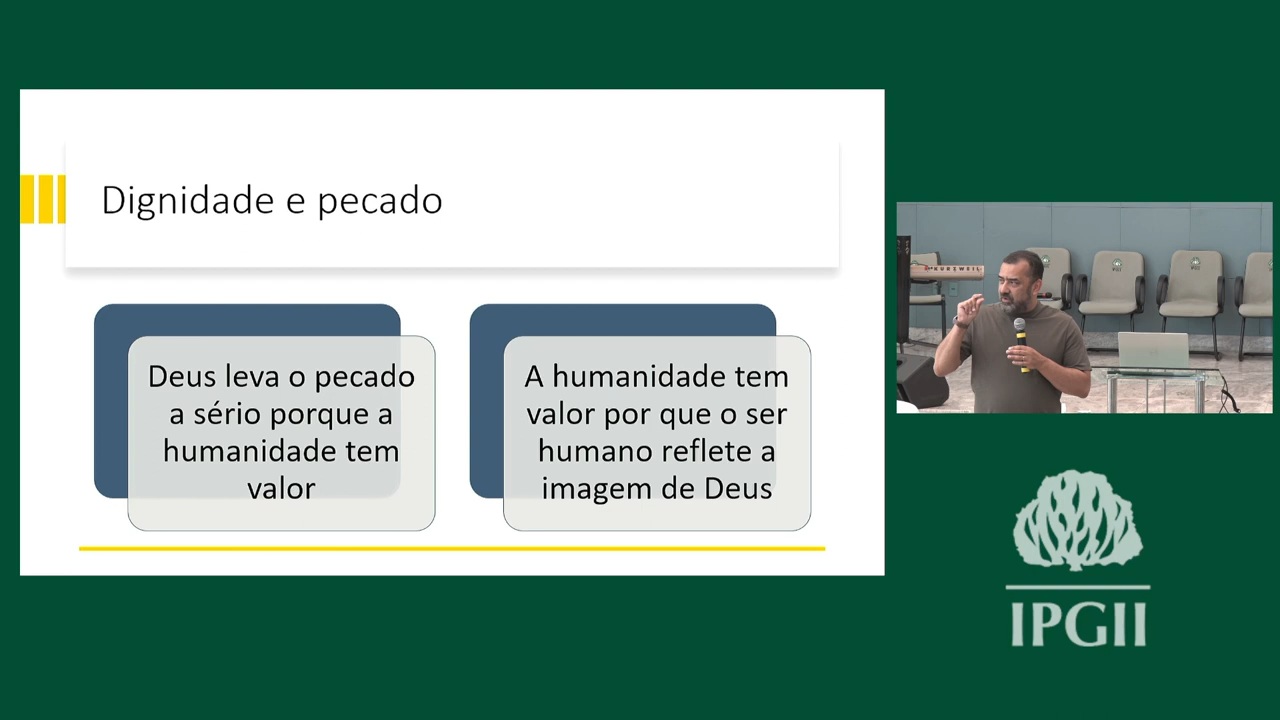 Dignidade e pecado
Deus leva o pecado
a sério porque a
humanidade tem
valor
A humanidade tem
valor por que o ser
humano reflete a
imagem de Deus
KURZWEIL
IPGII